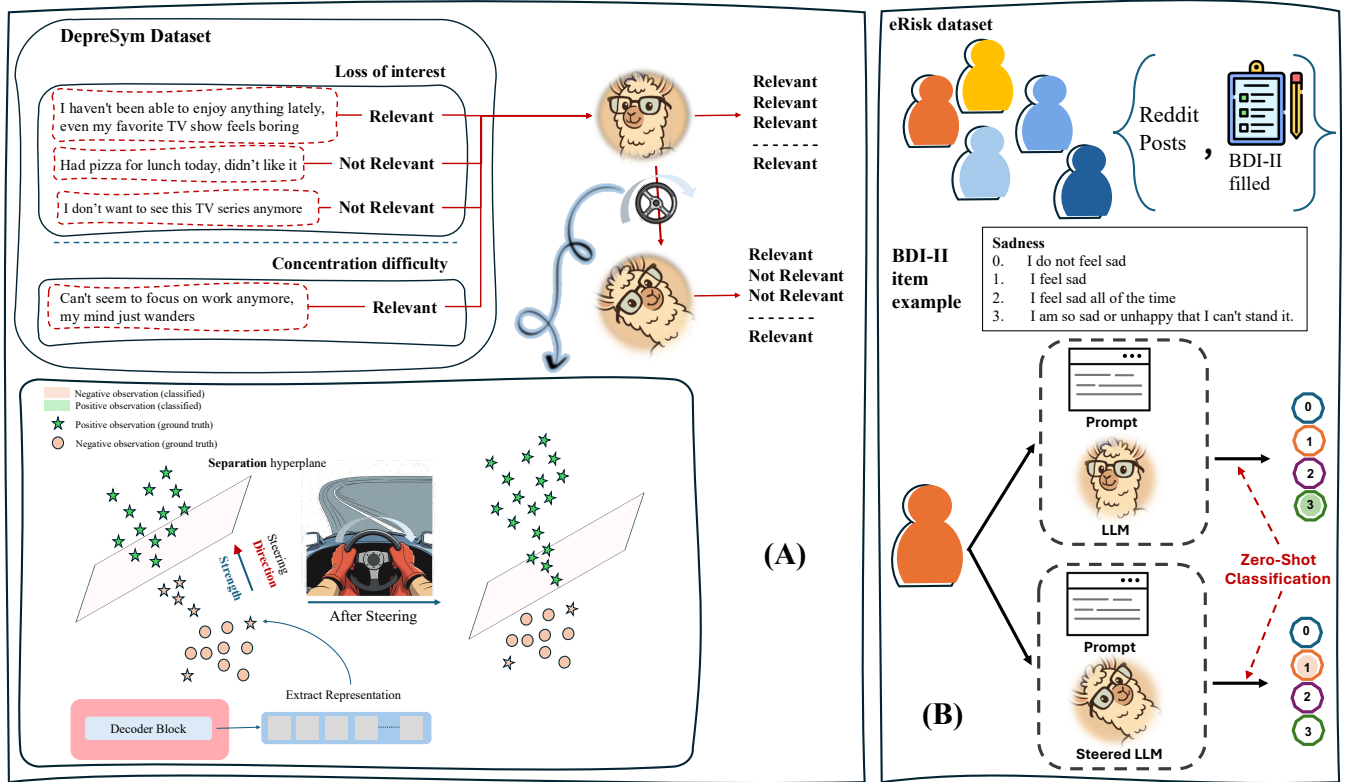 DepreSym Dataset
Loss of interest
I haven't been able to enjoy anything lately,
even my favorite TV show feels boring
Relevant
Had pizza for lunch today, didn't like it
Not Relevant
I don't want to see this TV series anymore
Not Relevant
Concentration difficulty
Can't seem to focus on work anymore,
my mind just wanders
Relevant
Relevant
Relevant
Relevant
Relevant
Relevant
Not Relevant
Not Relevant
Relevant
Negative observation (classified)
Positive observation (classified)
Positive observation (ground truth)
Negative observation (ground truth)
Separation hyperplane
Steering
Direction
Strength
After Steering
Extract Representation
Decoder Block
(A)
eRisk dataset
Reddit
Posts
,
BDI-II
filled
BDI-II
item
example
Sadness
0. I do not feel sad
1. I feel sad
2. I feel sad all of the time
3. I am so sad or unhappy that I can't stand it.
Prompt
LLM
0
1
2
3
Zero-Shot
Classification
Prompt
Steered LLM
0
1
2
3
(B)